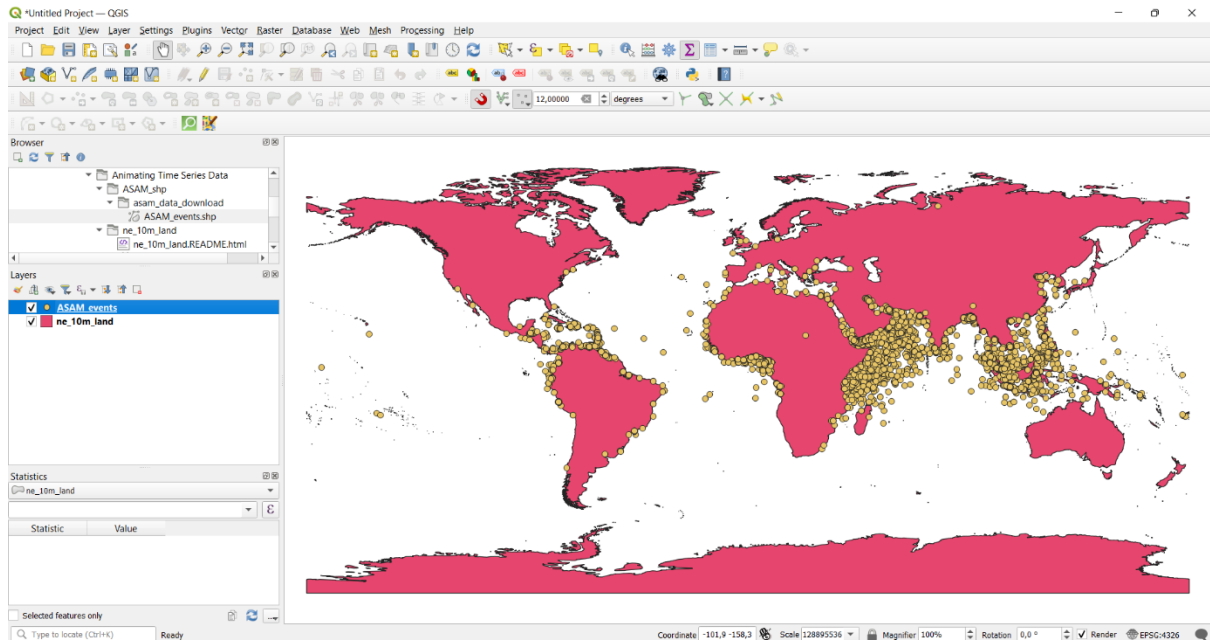 *Untitled Project — QGIS
Project Edit View Layer Settings Plugins Vector Raster Database Web Mesh Processing Help
12,00000 degrees
Browser
Animating Time Series Data
ASAM_shp
asam_data_download
ASAM_events.shp
ne_10m_land
ne_10m_land.README.html
Layers
ASAM_events
ne_10m_land
Statistics
ne_10m_land
ε
Statistic Value
Selected features only
Type to locate (Ctrl+K) Ready Coordinate -101,9 -158,3 Scale 128895536 Magnifier 100% Rotation 0,0 ° Render EPSG:4326